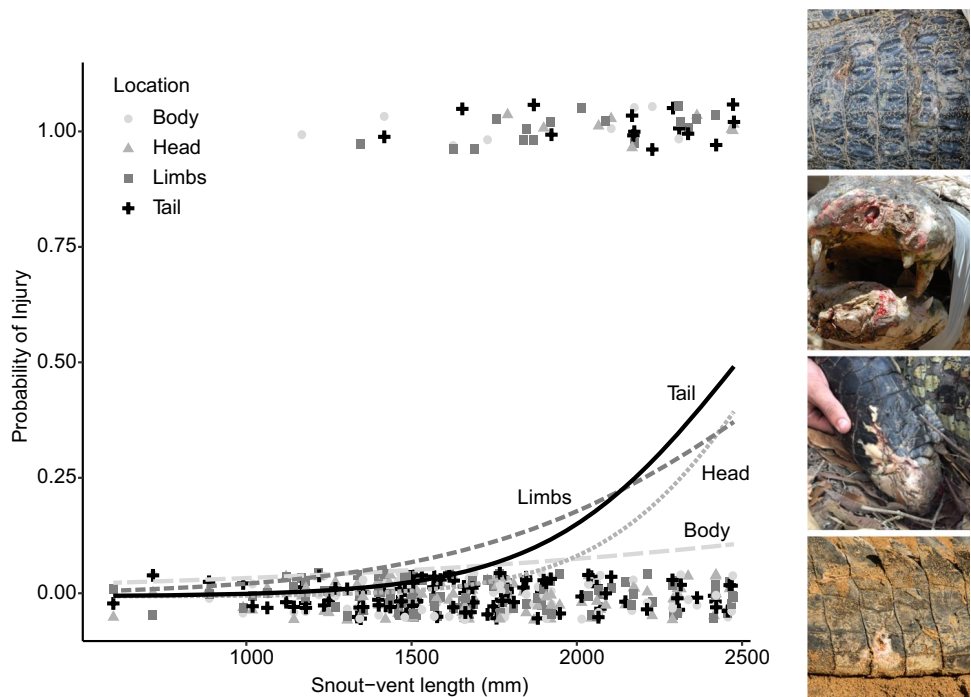 Location
Body
Head
Limbs
Tail
1.00
0.75
0.50
0.25
0.00
Probability of Injury
Tail
Head
Limbs
Body
1000
1500
2000
2500
Snout−vent length (mm)